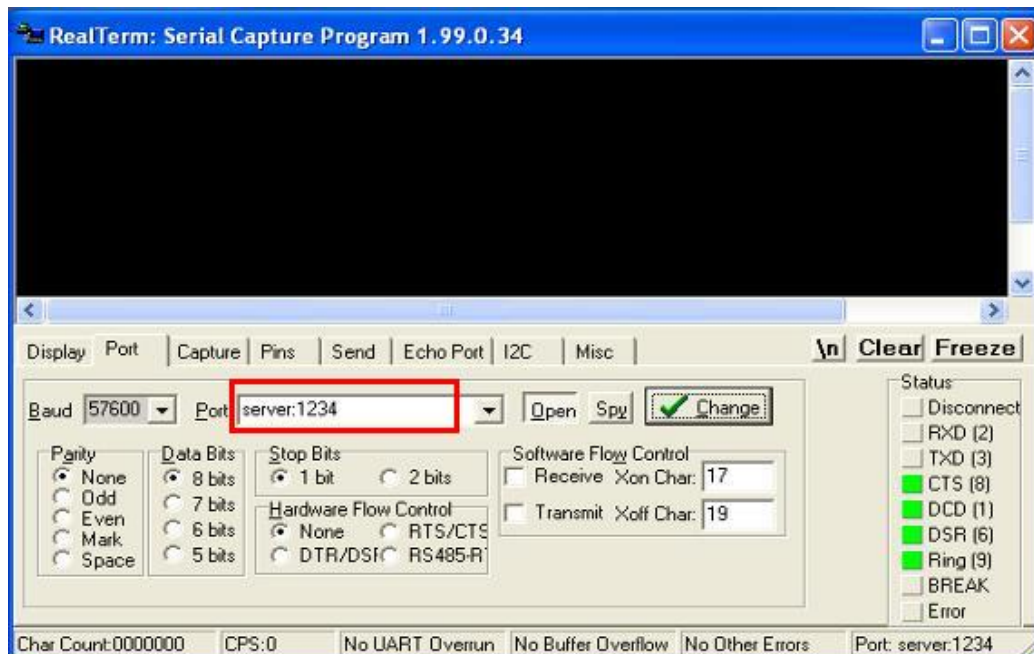 RealTerm: Serial Capture Program 1.99.0.34
Display Port Capture Pins Send Echo Port I2C Misc \n Clear Freeze
Baud 57600 Port server:1234 Open Spy Change
Parity
None
Odd
Even
Mark
Space
Data Bits
8 bits
7 bits
6 bits
5 bits
Stop Bits
1 bit 2 bits
Hardware Flow Control
None RTS/CTS
DTR/DSR RS485-R
Software Flow Control
Receive Xon Char: 17
Transmit Xoff Char: 19
Status
Disconnect
RXD (2)
TXD (3)
CTS (8)
DCD (1)
DSR (6)
Ring (9)
BREAK
Error
Char Count:0000000 CPS:0 No UART Overrun No Buffer Overflow No Other Errors Port: server:1234